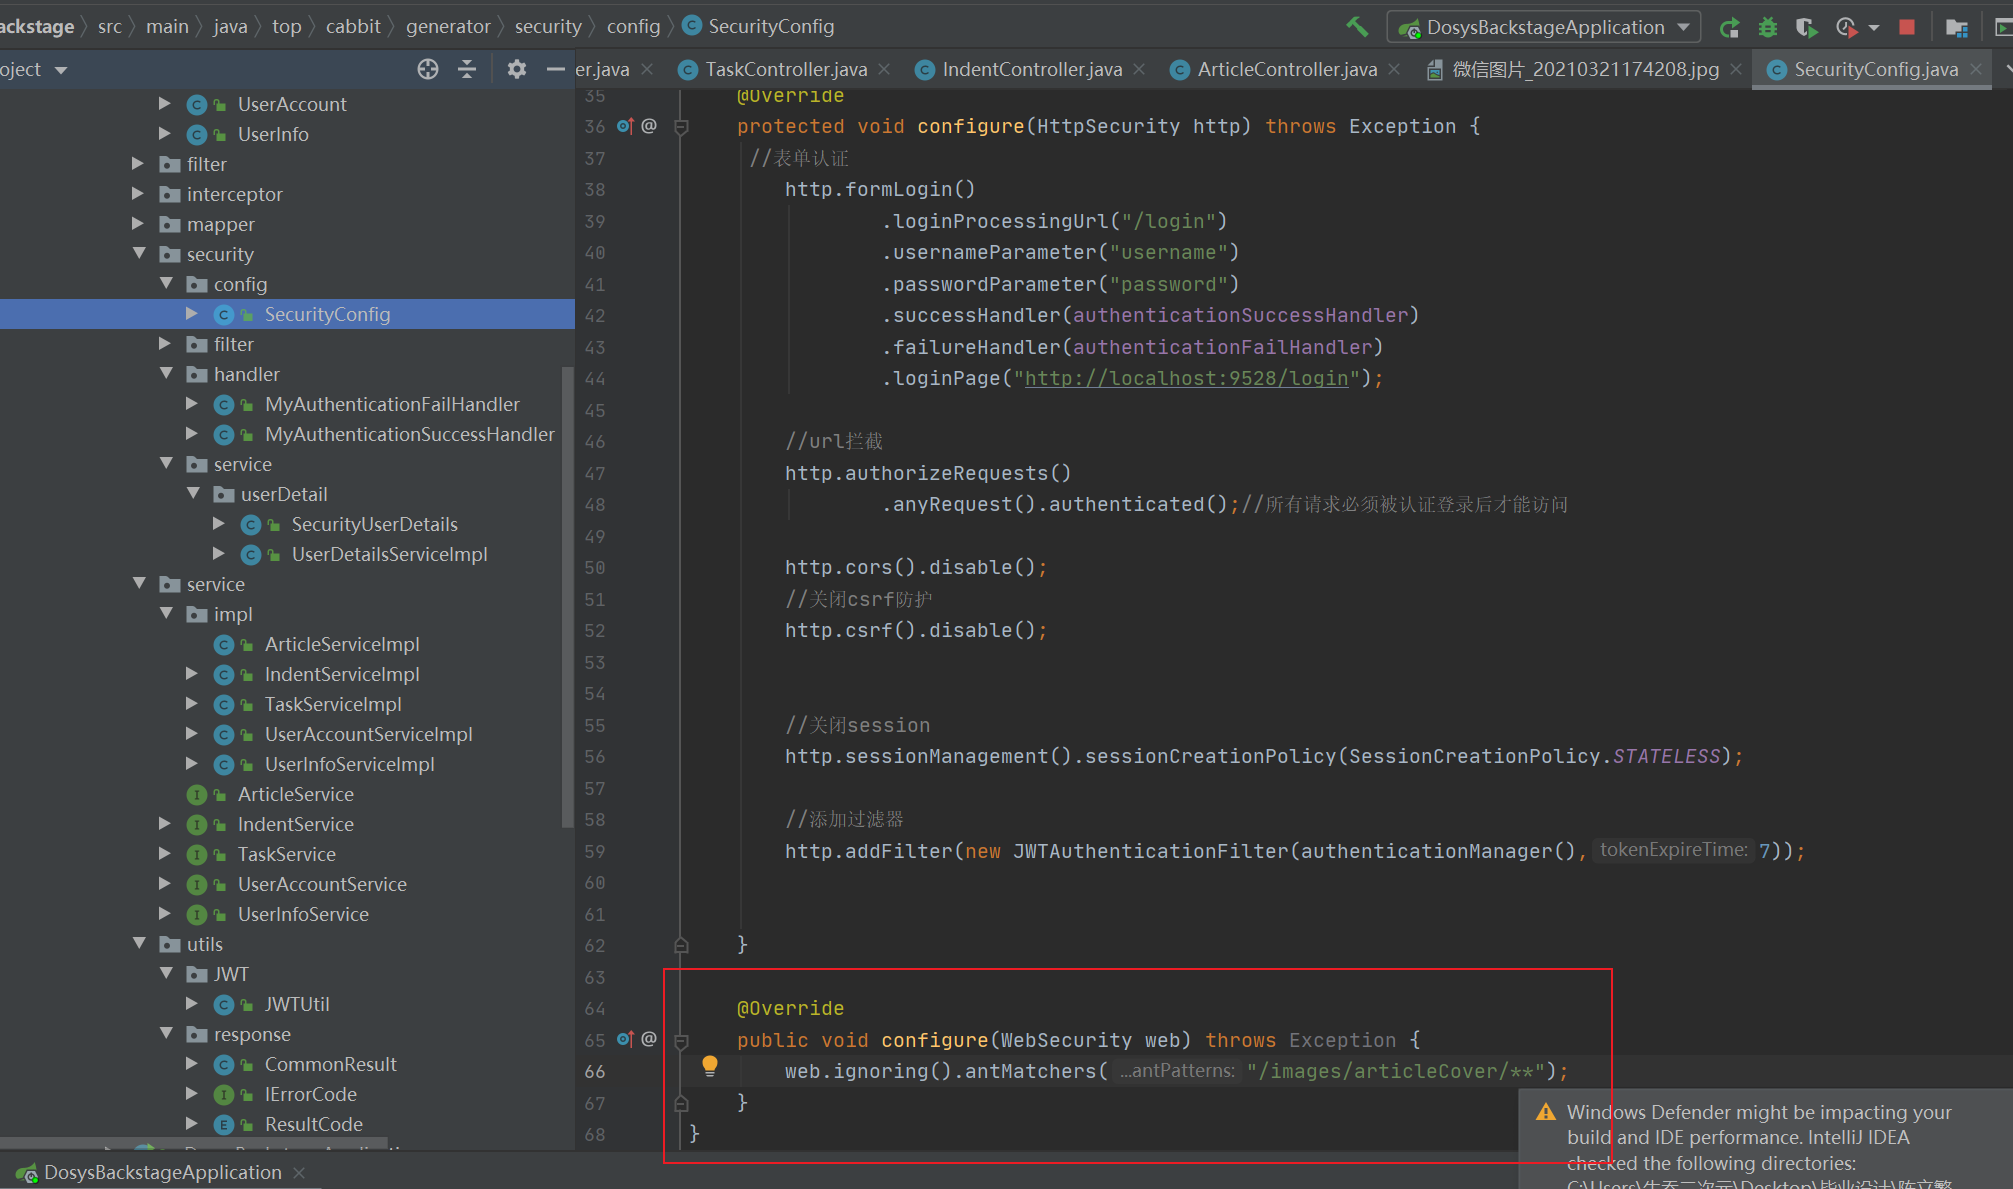 ackstage src main java top cabbit generator security config SecurityConfig DosysBackstageApplication
oject
er.java TaskController.java IndentController.java ArticleController.java 微信图片_20210321174208.jpg SecurityConfig.java
UserAccount
UserInfo
filter
interceptor
mapper
security
config
SecurityConfig
filter
handler
MyAuthenticationFailHandler
MyAuthenticationSuccessHandler
service
userDetail
SecurityUserDetails
UserDetailsServiceImpl
service
impl
ArticleServiceImpl
IndentServiceImpl
TaskServiceImpl
UserAccountServiceImpl
UserInfoServiceImpl
ArticleService
IndentService
TaskService
UserAccountService
UserInfoService
utils
JWT
JWTUtil
response
CommonResult
IErrorCode
ResultCode
35 @Override
36 @ protected void configure(HttpSecurity http) throws Exception {
37 //表单认证
38 http.formLogin()
39 .loginProcessingUrl("/login")
40 .usernameParameter("username")
41 .passwordParameter("password")
42 .successHandler(authenticationSuccessHandler)
43 .failureHandler(authenticationFailHandler)
44 .loginPage("http://localhost:9528/login");
45
46 //url拦截
47 http.authorizeRequests()
48 .anyRequest().authenticated();//所有请求必须被认证登录后才能访问
49
50 http.cors().disable();
51 //关闭csrf防护
52 http.csrf().disable();
53
54
55 //关闭session
56 http.sessionManagement().sessionCreationPolicy(SessionCreationPolicy.STATELESS);
57
58 //添加过滤器
59 http.addFilter(new JWTAuthenticationFilter(authenticationManager(), tokenExpireTime: 7));
60
61
62 }
63
64 @Override
65 @ public void configure(WebSecurity web) throws Exception {
66 web.ignoring().antMatchers( ...antPatterns: "/images/articleCover/**");
67 }
68 }
Windows Defender might be impacting your
build and IDE performance. IntelliJ IDEA
checked the following directories:
DosysBackstageApplication